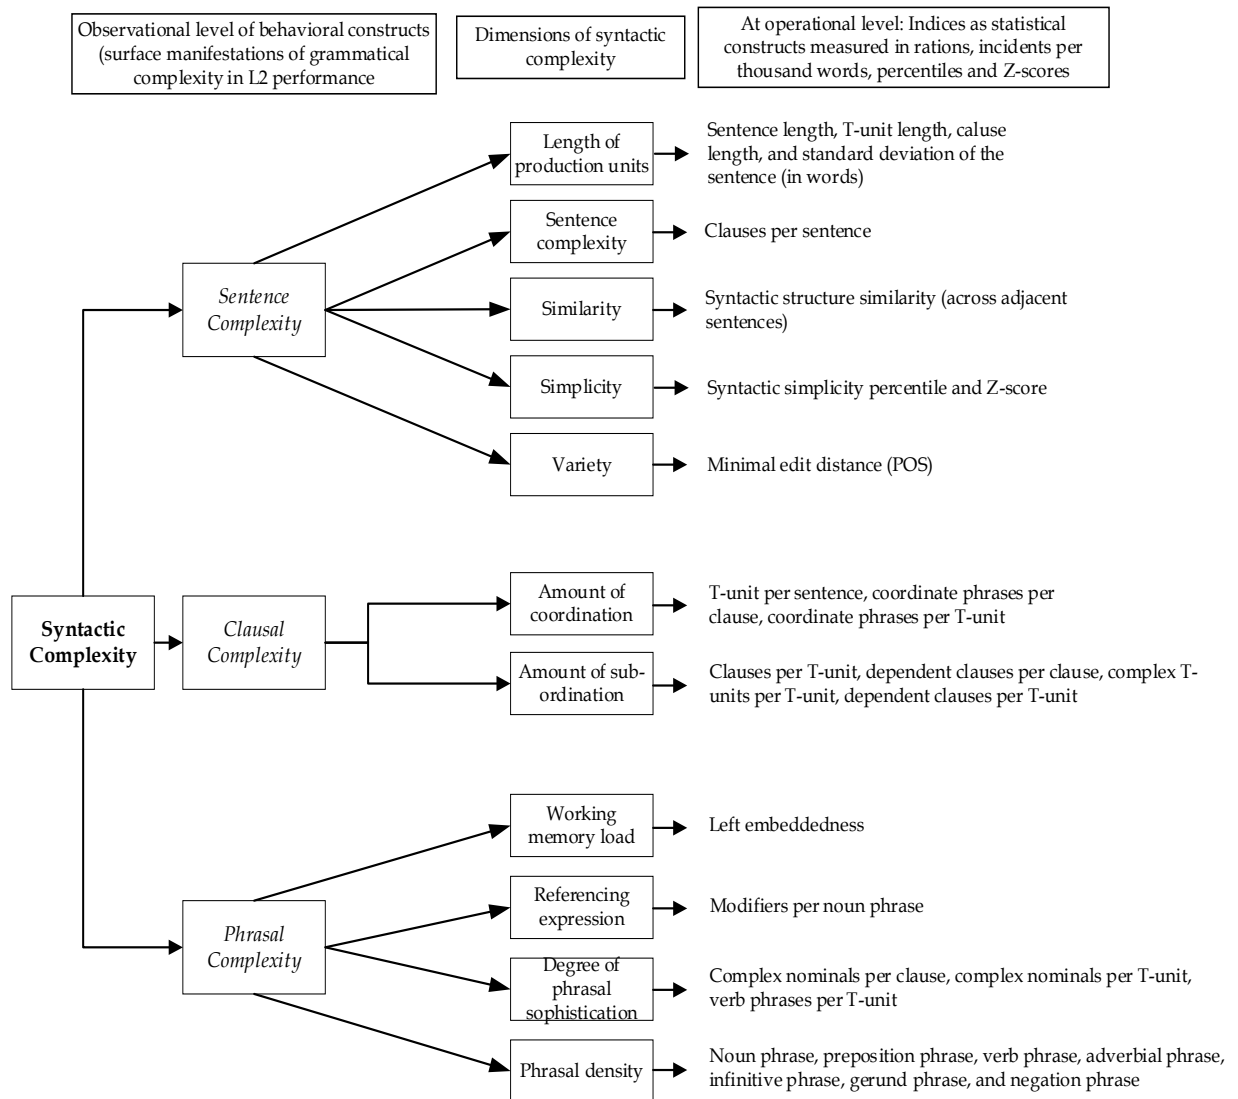 Observational level of behavioral constructs
(surface manifestations of grammatical
complexity in L2 performance
Dimensions of syntactic
complexity
At operational level: Indices as statistical
constructs measured in rations, incidents per
thousand words, percentiles and Z-scores
Length of
production units
Sentence length, T-unit length, caluse
length, and standard deviation of the
sentence (in words)
Sentence
complexity
Clauses per sentence
Sentence
Complexity
Similarity
Syntactic structure similarity (across adjacent
sentences)
Simplicity
Syntactic simplicity percentile and Z-score
Variety
Minimal edit distance (POS)
Syntactic
Complexity
Clausal
Complexity
Amount of
coordination
T-unit per sentence, coordinate phrases per
clause, coordinate phrases per T-unit
Amount of sub-
ordination
Clauses per T-unit, dependent clauses per clause, complex T-
units per T-unit, dependent clauses per T-unit
Working
memory load
Left embeddedness
Phrasal
Complexity
Referencing
expression
Modifiers per noun phrase
Degree of
phrasal
sophistication
Complex nominals per clause, complex nominals per T-unit,
verb phrases per T-unit
Phrasal density
Noun phrase, preposition phrase, verb phrase, adverbial phrase,
infinitive phrase, gerund phrase, and negation phrase